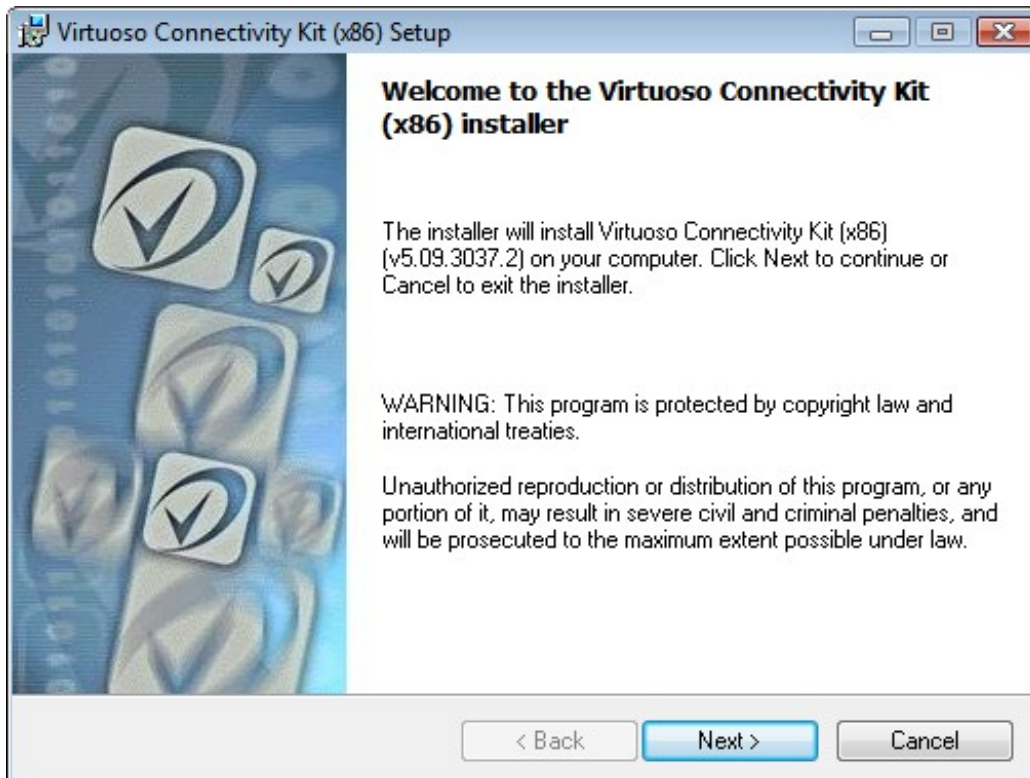 Virtuoso Connectivity Kit (x86) Setup
Welcome to the Virtuoso Connectivity Kit
(x86) installer
The installer will install Virtuoso Connectivity Kit (x86)
(v5.09.3037.2) on your computer. Click Next to continue or
Cancel to exit the installer.
WARNING: This program is protected by copyright law and
international treaties.
Unauthorized reproduction or distribution of this program, or any
portion of it, may result in severe civil and criminal penalties, and
will be prosecuted to the maximum extent possible under law.
< Back
Next >
Cancel